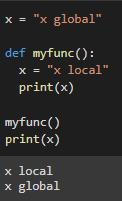 x = "x global"
def myfunc():
  x = "x local"
  print(x)
myfunc()
print(x)
x local
x global